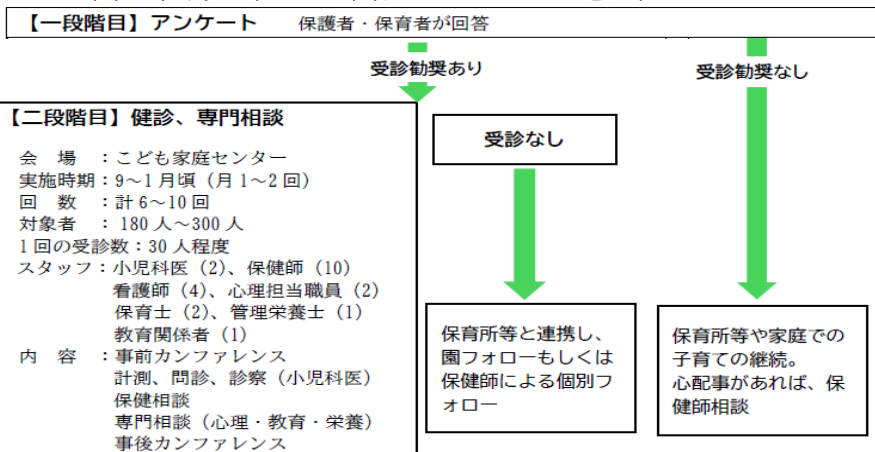 【一段階目】アンケート　保護者・保育者が回答
受診勧奨あり
受診勧奨なし
【二段階目】健診、専門相談
会　場　：こども家庭センター
実施時期：9～1月頃（月1～2回）
回　数　：計6～10回
対象者　：180人～300人
1回の受診数：30人程度
スタッフ：小児科医（2）、保健師（10）
看護師（4）、心理担当職員（2）
保育士（2）、管理栄養士（1）
教育関係者（1）
内　容　：事前カンファレンス
計測、問診、診察（小児科医）
保健相談
専門相談（心理・教育・栄養）
事後カンファレンス
受診なし
保育所等と連携し、
園フォローもしくは
保健師による個別フ
ォロー
保育所等や家庭での
子育ての継続。
心配事があれば、保
健師相談